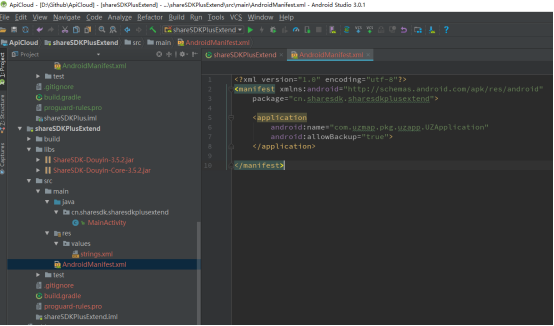 ApiCloud - [D:\Github\ApiCloud] - [shareSDKPlusExtend] - ...\src\main\AndroidManifest.xml - Android Studio 3.0.1
File Edit View Navigate Code Analyze Refactor Build Run Tools VCS Window Help
shareSDKPlusExtend
ApiCloud shareSDKPlusExtend src main AndroidManifest.xml
Project
shareSDKPlusExtend AndroidManifest.xml
1: Project
Z: Structure
Captures
AndroidManifest.xml
test
.gitignore
build.gradle
proguard-rules.pro
shareSDKPlus.iml
shareSDKPlusExtend
build
libs
ShareSDK-Douyin-3.5.2.jar
ShareSDK-Douyin-Core-3.5.2.jar
src
main
java
cn.sharesdk.sharesdkplusextend
MainActivity
res
values
strings.xml
AndroidManifest.xml
test
.gitignore
build.gradle
proguard-rules.pro
shareSDKPlusExtend.iml
1 <?xml version="1.0" encoding="utf-8"?>
2 <manifest xmlns:android="http://schemas.android.com/apk/res/android"
3 package="cn.sharesdk.sharesdkplusextend">
4
5 <application
6 android:name="com.uzmap.pkg.uzapp.UZApplication"
7 android:allowBackup="true">
8 </application>
9
10 </manifest>